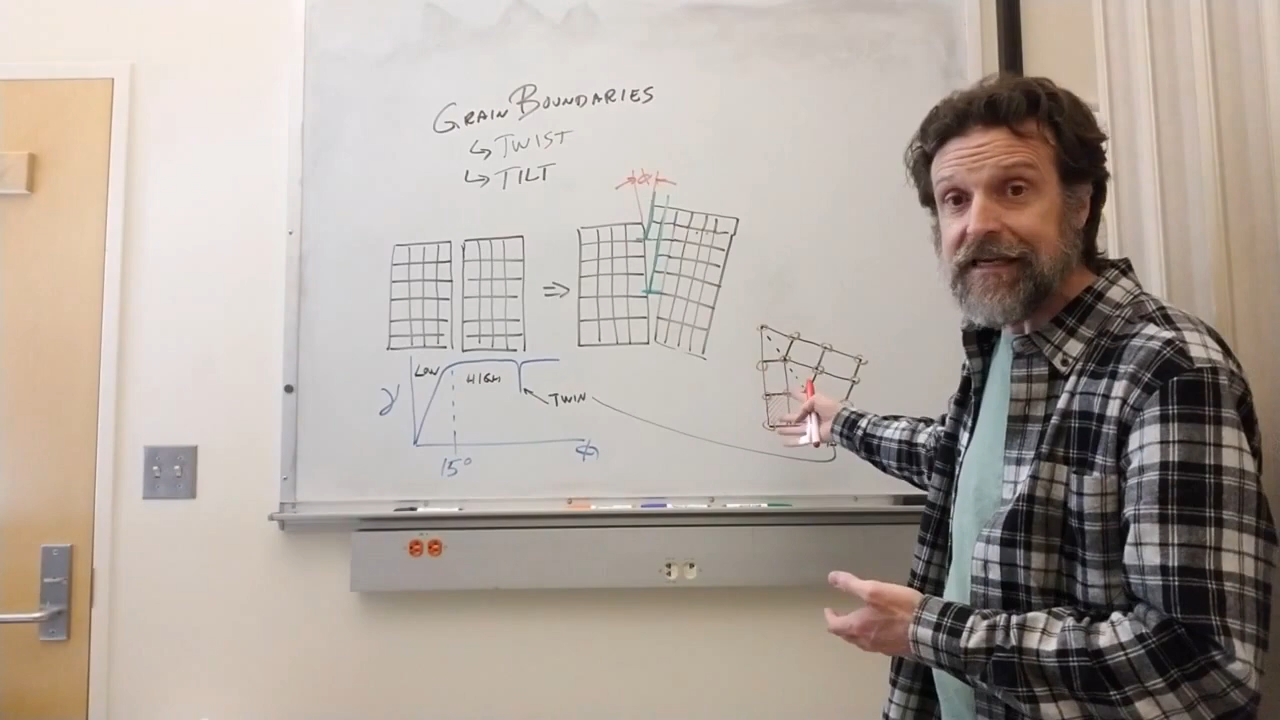 GRAIN BOUNDARIES
↳ TWIST
↳ TILT
α
⇒
LOW
HIGH
γ
TWIN
15°
ϕ